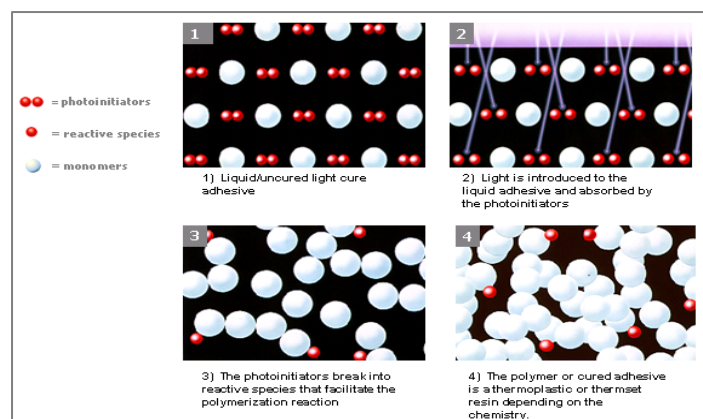 = photoinitiators
= reactive species
= monomers
1
2
1) Liquid/uncured light cure
adhesive
2) Light is introduced to the
liquid adhesive and absorbed by
the photoinitiators
3
4
3) The photoinitiators break into
reactive species that facilitate the
polymerization reaction
4) The polymer or cured adhesive
is a thermoplastic or thermset
resin depending on the
chemistry.